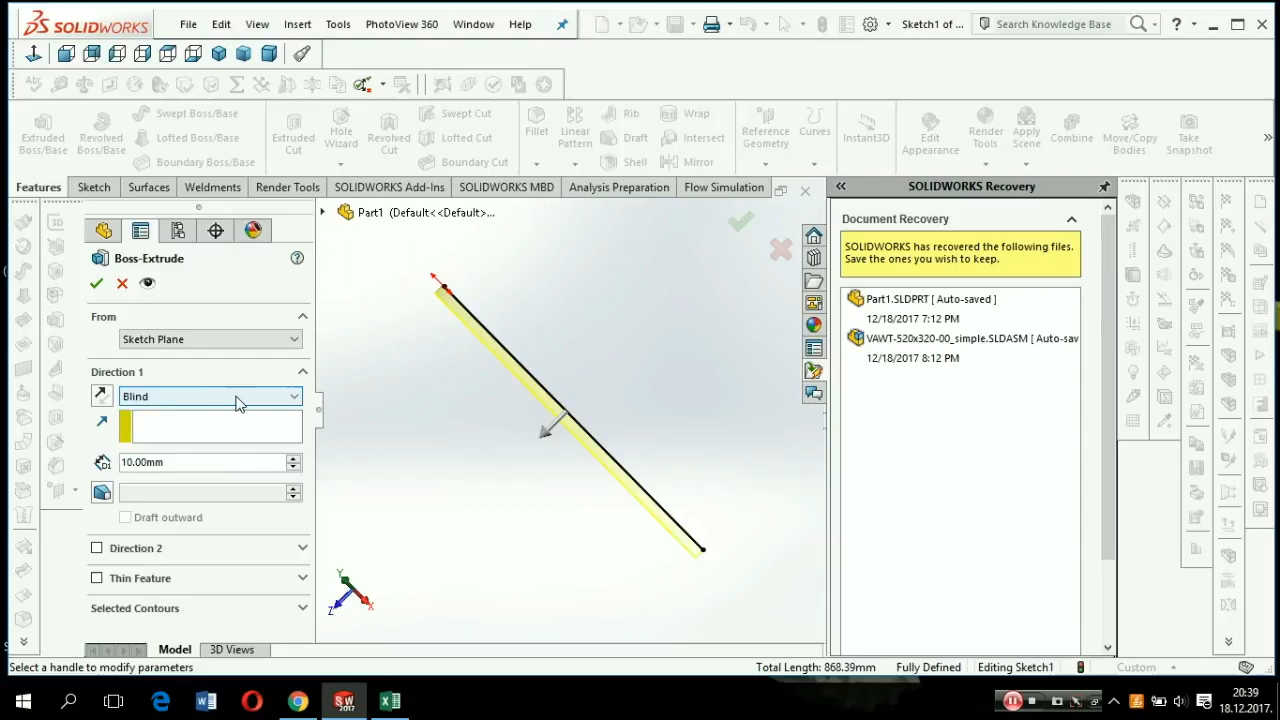 SOLIDWORKS File Edit View Insert Tools PhotoView 360 Window Help Sketch1 of ... Search Knowledge Base ?
Extruded Boss/Base
Revolved Boss/Base
Swept Boss/Base
Lofted Boss/Base
Boundary Boss/Base
Extruded Cut
Hole Wizard
Revolved Cut
Swept Cut
Lofted Cut
Boundary Cut
Fillet
Linear Pattern
Rib
Draft
Shell
Wrap
Intersect
Mirror
Reference Geometry
Curves
Instant3D
Edit Appearance
Render Tools
Apply Scene
Combine
Move/Copy Bodies
Take Snapshot
Features Sketch Surfaces Weldments Render Tools SOLIDWORKS Add-Ins SOLIDWORKS MBD Analysis Preparation Flow Simulation
Part1 (Default<<Default>...
Boss-Extrude
From
Sketch Plane
Direction 1
Blind
10.00mm
Draft outward
Direction 2
Thin Feature
Selected Contours
Y
Z
X
SOLIDWORKS Recovery
Document Recovery
SOLIDWORKS has recovered the following files.
Save the ones you wish to keep.
Part1.SLDPRT [ Auto-saved ]
12/18/2017 7:12 PM
VAWT-520x320-00_simple.SLDASM [ Auto-sav
12/18/2017 8:12 PM
Model 3D Views
Select a handle to modify parameters Total Length: 868.39mm Fully Defined Editing Sketch1 Custom
20:39
18.12.2017.